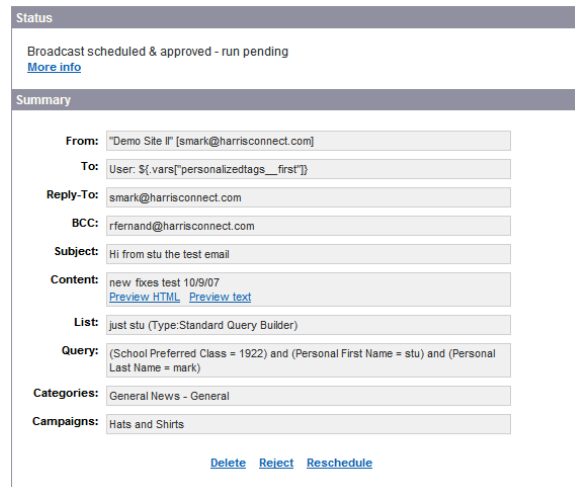 Status
Broadcast scheduled & approved - run pending
More info
Summary
From: "Demo Site II" [smark@harrisconnect.com]
To: User: ${.vars["personalizedtags__first"]}
Reply-To: smark@harrisconnect.com
BCC: rfernand@harrisconnect.com
Subject: Hi from stu the test email
Content: new fixes test 10/9/07
Preview HTML Preview text
List: just stu (Type:Standard Query Builder)
Query: (School Preferred Class = 1922) and (Personal First Name = stu) and (Personal
Last Name = mark)
Categories: General News - General
Campaigns: Hats and Shirts
Delete Reject Reschedule